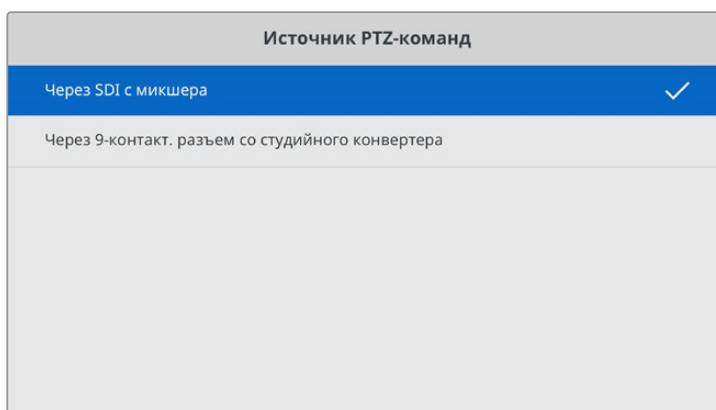 Источник PTZ-команд
Через SDI с микшера
Через 9-контакт. разъем со студийного конвертера